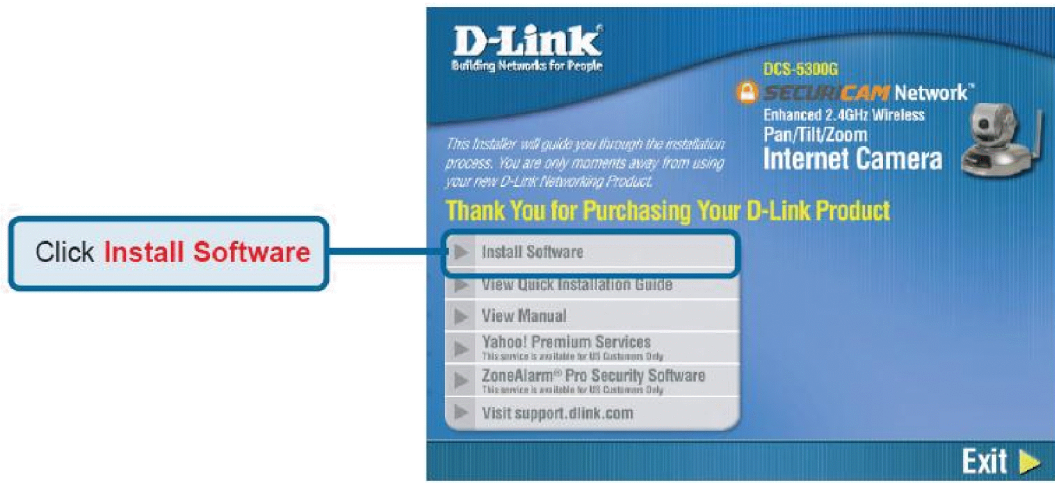 D-Link
Building Networks for People
DCS-5300G
SECURICAM Network™
Enhanced 2.4GHz Wireless
Pan/Tilt/Zoom
Internet Camera
This Installer will guide you through the installation
process. You are only moments away from using
your new D-Link Networking Product.
Thank You for Purchasing Your D-Link Product
Click Install Software
Install Software
View Quick Installation Guide
View Manual
Yahoo! Premium Services
This service is available for US Customers Only
ZoneAlarm® Pro Security Software
This service is available for US Customers Only
Visit support.dlink.com
Exit